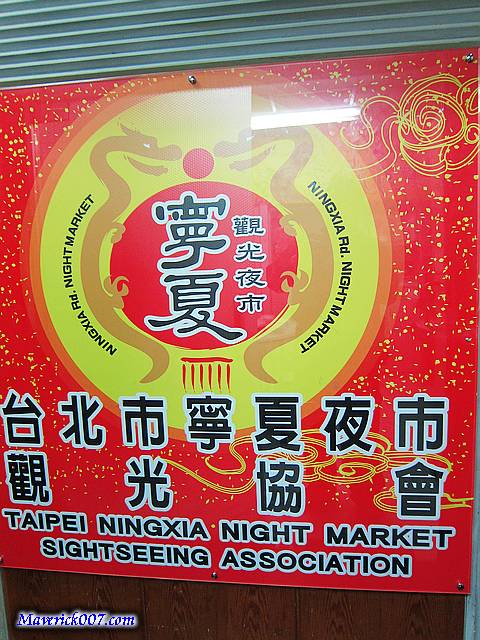 NINGXIA Rd. NIGHT MARKET
寧夏
觀光夜市
NINGXIA Rd. NIGHT MARKET
台北市寧夏夜市
觀光協會
TAIPEI NINGXIA NIGHT MARKET
SIGHTSEEING ASSOCIATION
Maverick007.com